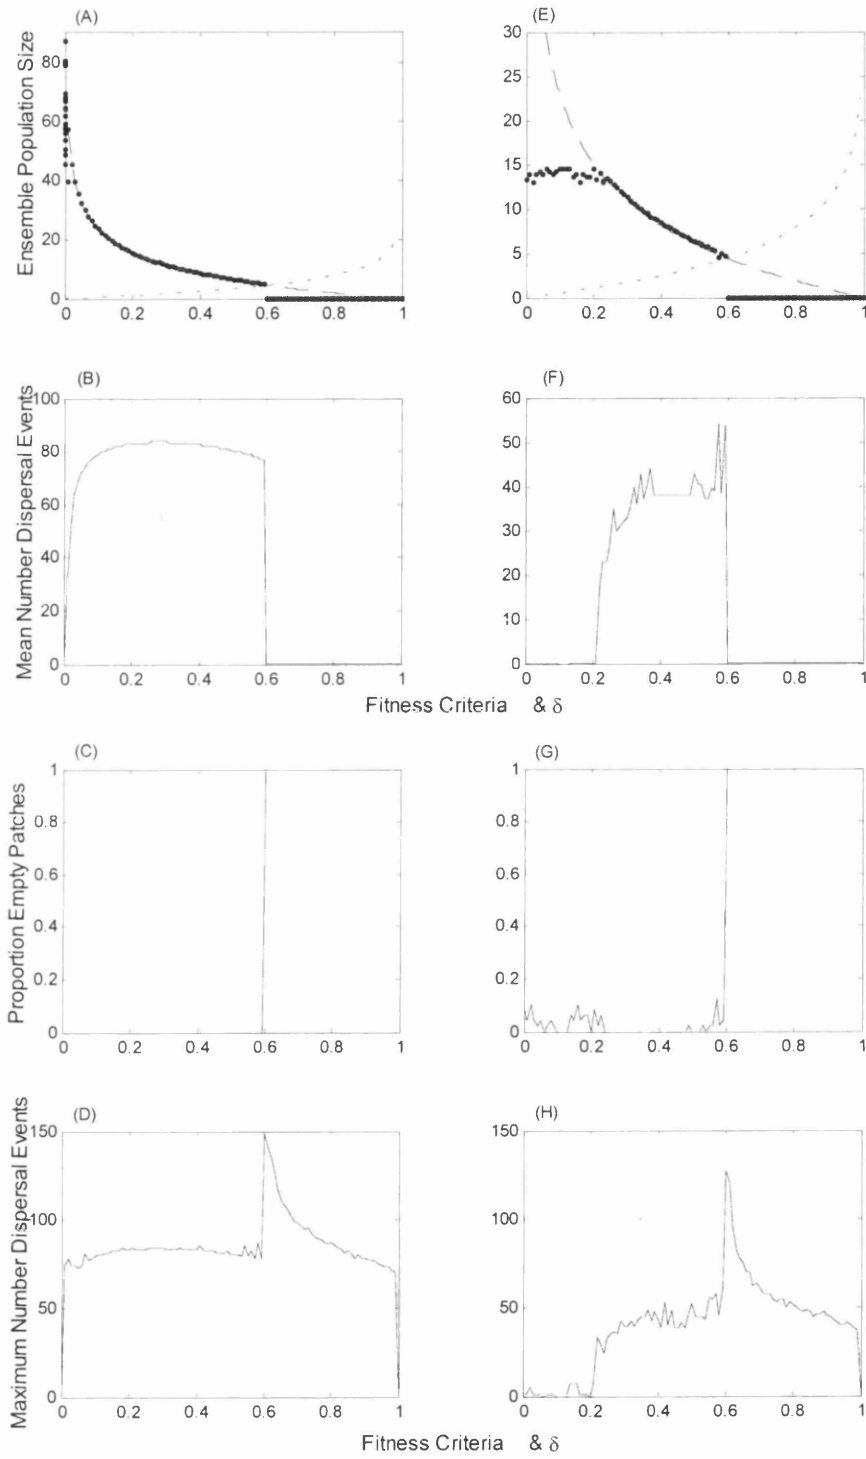 (A)
Ensemble Population Size
80
60
40
20
0
0 0.2 0.4 0.6 0.8 1
(E)
30
25
20
15
10
5
0
0 0.2 0.4 0.6 0.8 1
(B)
Mean Number Dispersal Events
100
80
60
40
20
0
0 0.2 0.4 0.6 0.8 1
(F)
60
50
40
30
20
10
0
0 0.2 0.4 0.6 0.8 1
Fitness Criteria & δ
(C)
Proportion Empty Patches
1
0.8
0.6
0.4
0.2
0
0 0.2 0.4 0.6 0.8 1
(G)
1
0.8
0.6
0.4
0.2
0
0 0.2 0.4 0.6 0.8 1
(D)
Maximum Number Dispersal Events
150
100
50
0
0 0.2 0.4 0.6 0.8 1
(H)
150
100
50
0
0 0.2 0.4 0.6 0.8 1
Fitness Criteria & δ